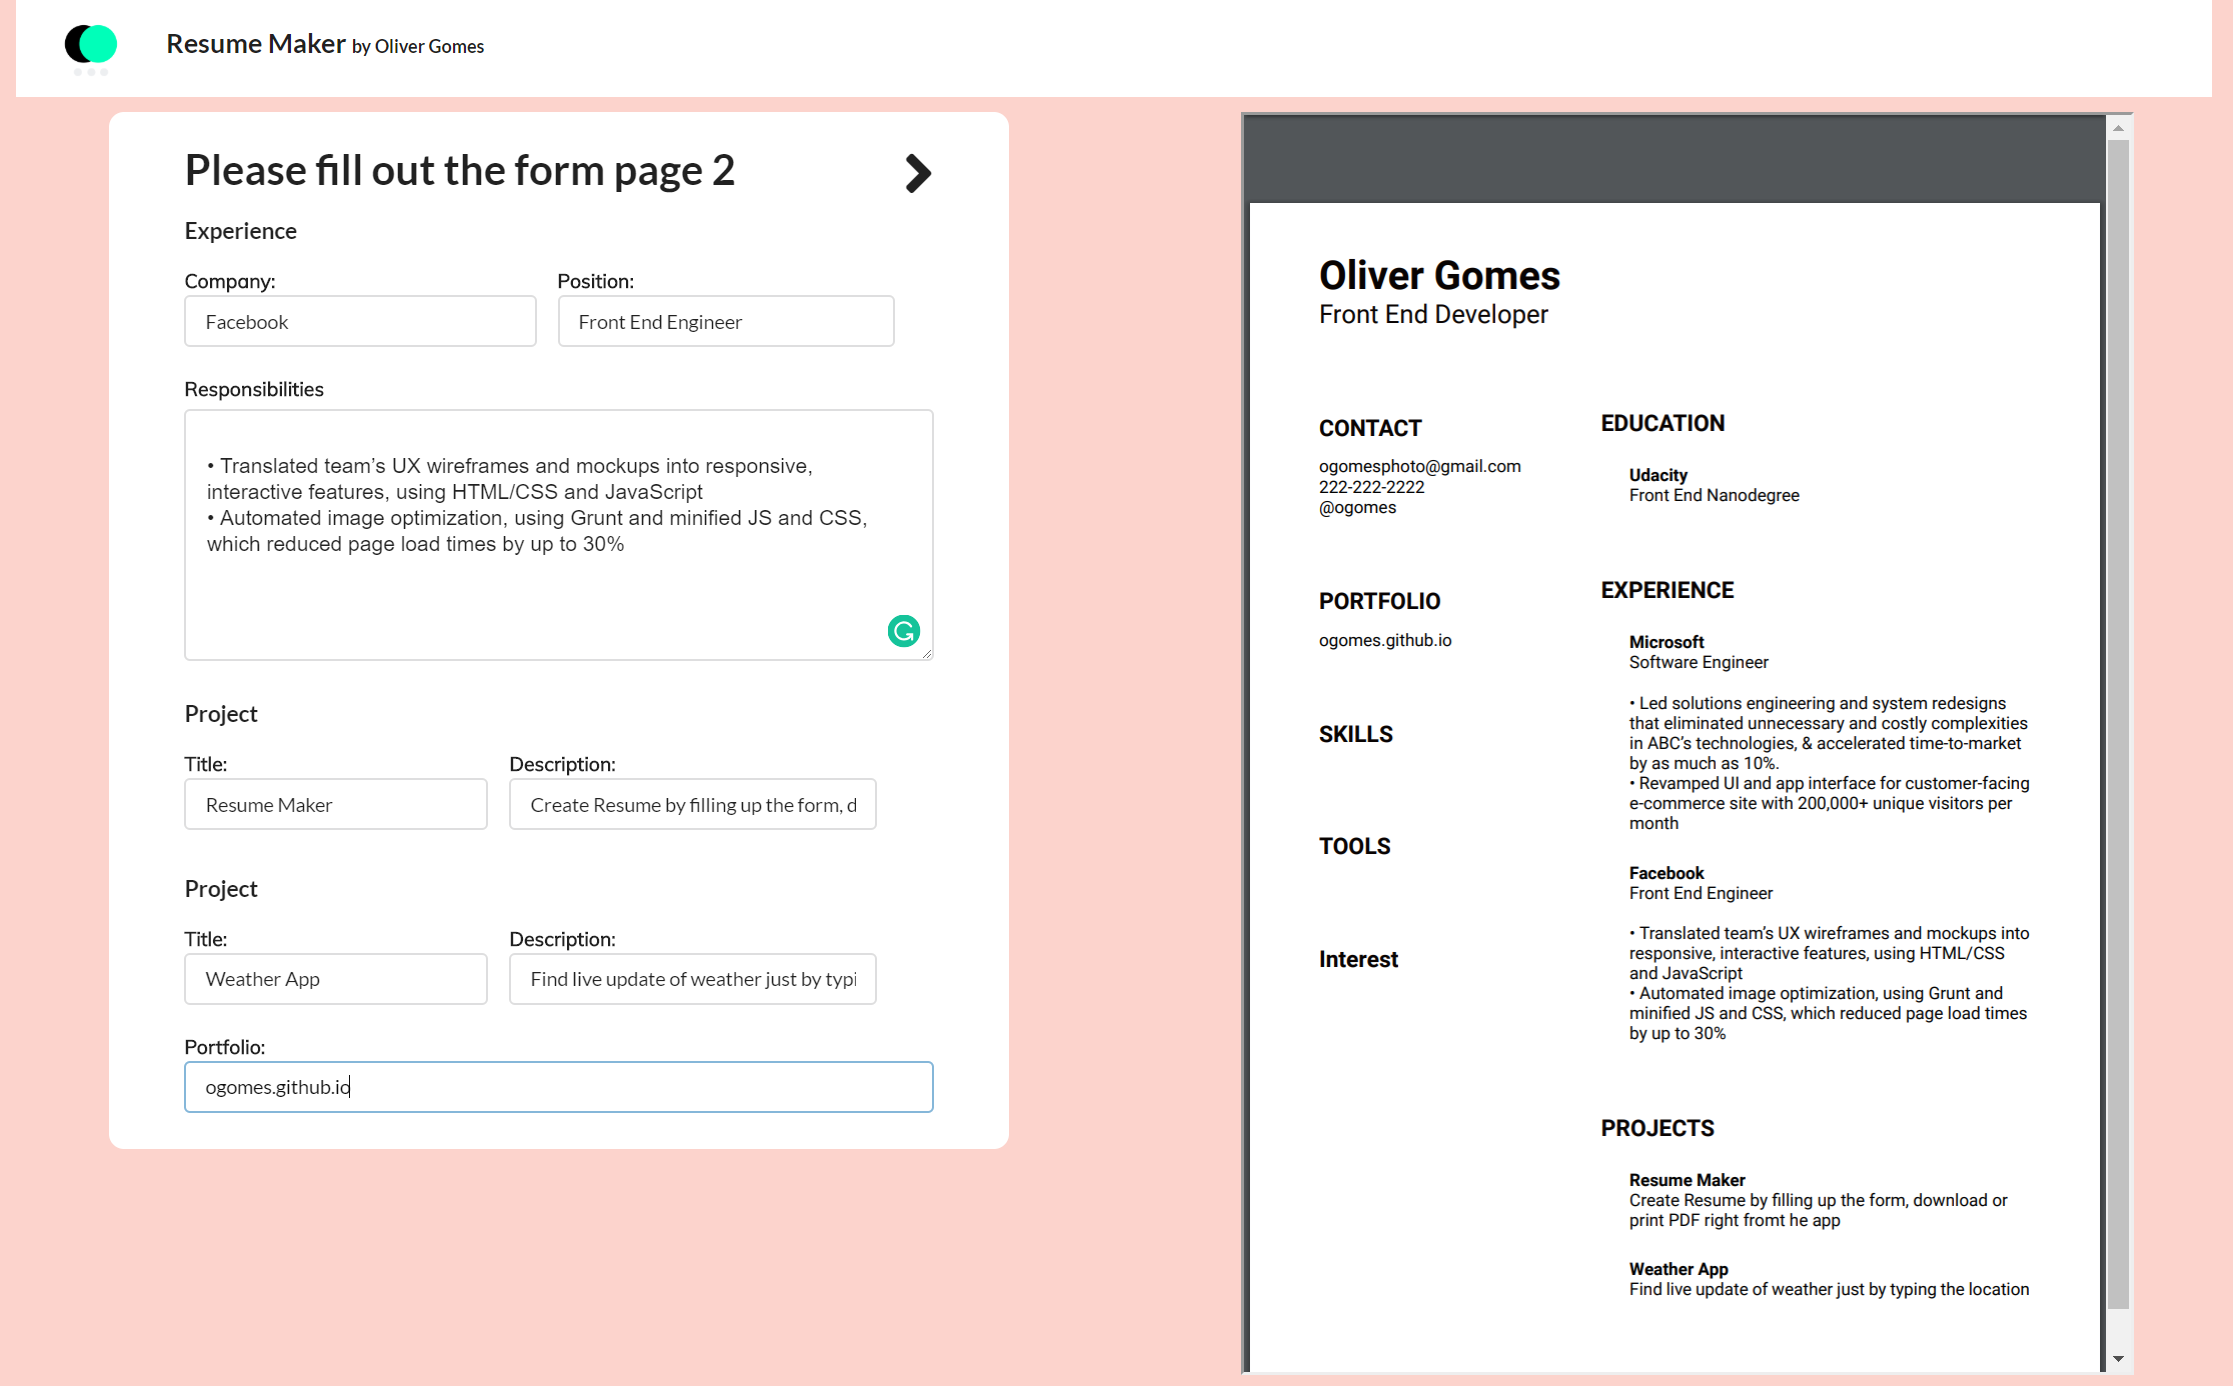 Resume Maker by Oliver Gomes
Please fill out the form page 2
Experience
Company:
Position:
Facebook
Front End Engineer
Responsibilities
• Translated team’s UX wireframes and mockups into responsive,
interactive features, using HTML/CSS and JavaScript
• Automated image optimization, using Grunt and minified JS and CSS,
which reduced page load times by up to 30%
Project
Title:
Description:
Resume Maker
Create Resume by filling up the form, d
Project
Title:
Description:
Weather App
Find live update of weather just by typi
Portfolio:
ogomes.github.io
Oliver Gomes
Front End Developer
CONTACT
ogomesphoto@gmail.com
222-222-2222
@ogomes
PORTFOLIO
ogomes.github.io
SKILLS
TOOLS
Interest
EDUCATION
Udacity
Front End Nanodegree
EXPERIENCE
Microsoft
Software Engineer
• Led solutions engineering and system redesigns
that eliminated unnecessary and costly complexities
in ABC’s technologies, & accelerated time-to-market
by as much as 10%.
• Revamped UI and app interface for customer-facing
e-commerce site with 200,000+ unique visitors per
month
Facebook
Front End Engineer
• Translated team’s UX wireframes and mockups into
responsive, interactive features, using HTML/CSS
and JavaScript
• Automated image optimization, using Grunt and
minified JS and CSS, which reduced page load times
by up to 30%
PROJECTS
Resume Maker
Create Resume by filling up the form, download or
print PDF right fromt he app
Weather App
Find live update of weather just by typing the location